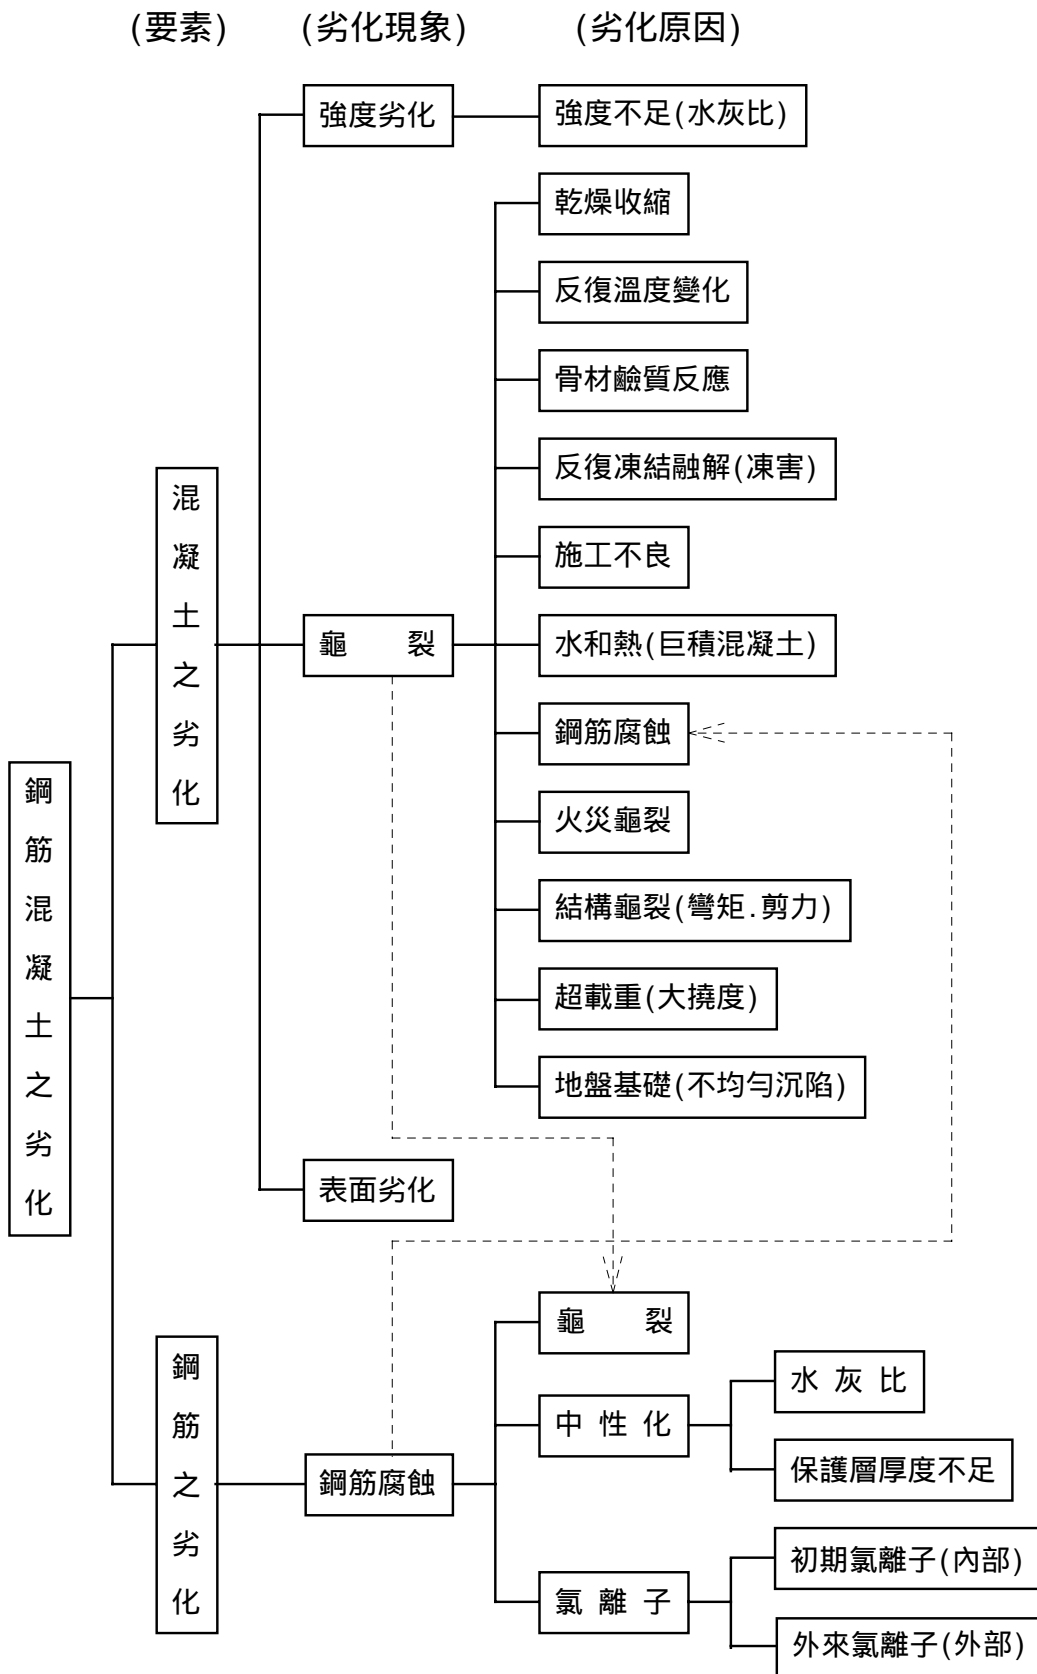 (要素) (劣化現象) (劣化原因)
鋼筋混凝土之劣化
混凝土之劣化
強度劣化
強度不足(水灰比)
龜 裂
乾燥收縮
反復溫度變化
骨材鹼質反應
反復凍結融解(凍害)
施工不良
水和熱(巨積混凝土)
鋼筋腐蝕
火災龜裂
結構龜裂(彎矩.剪力)
超載重(大撓度)
地盤基礎(不均勻沉陷)
表面劣化
鋼筋之劣化
鋼筋腐蝕
龜 裂
中 性 化
水 灰 比
保護層厚度不足
氯 離 子
初期氯離子(內部)
外來氯離子(外部)